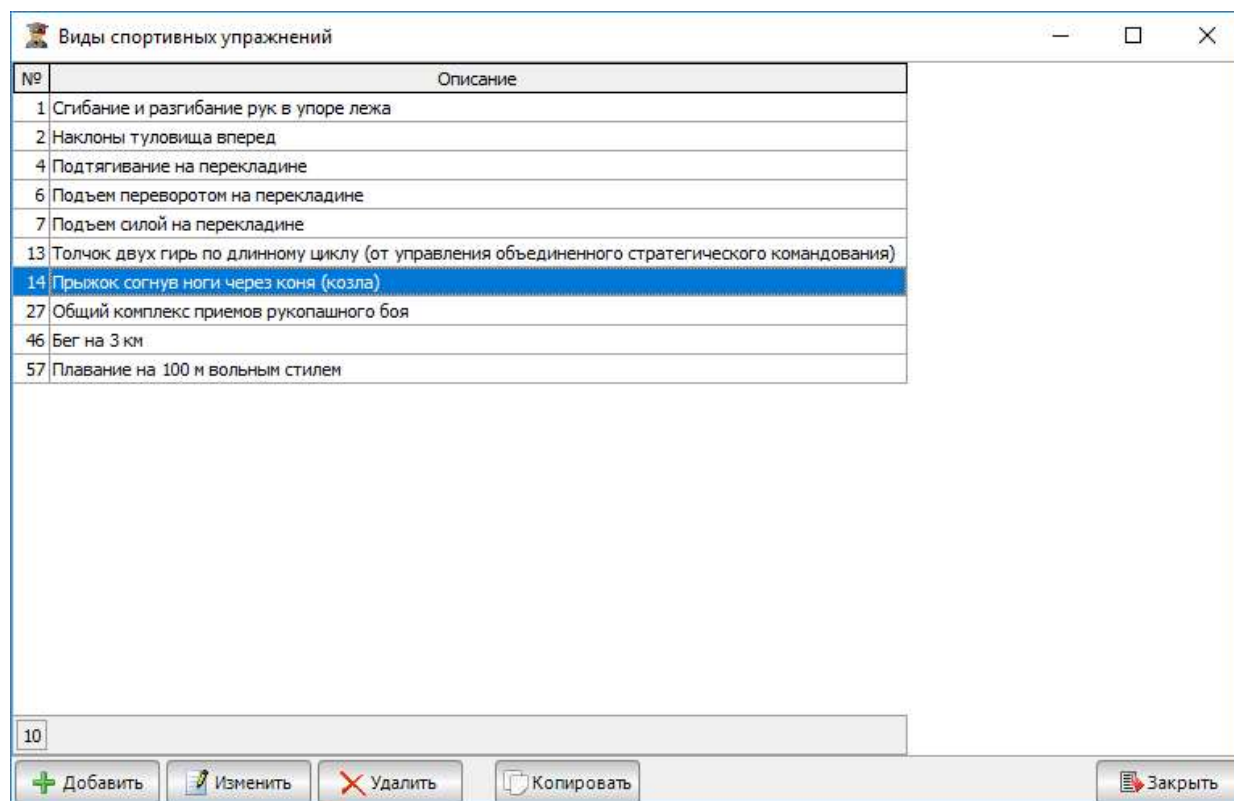 Виды спортивных упражнений
№ Описание
1 Сгибание и разгибание рук в упоре лежа
2 Наклоны туловища вперед
4 Подтягивание на перекладине
6 Подъем переворотом на перекладине
7 Подъем силой на перекладине
13 Толчок двух гирь по длинному циклу (от управления объединенного стратегического командования)
14 Прыжок согнув ноги через коня (козла)
27 Общий комплекс приемов рукопашного боя
46 Бег на 3 км
57 Плавание на 100 м вольным стилем
10
Добавить Изменить Удалить Копировать Закрыть